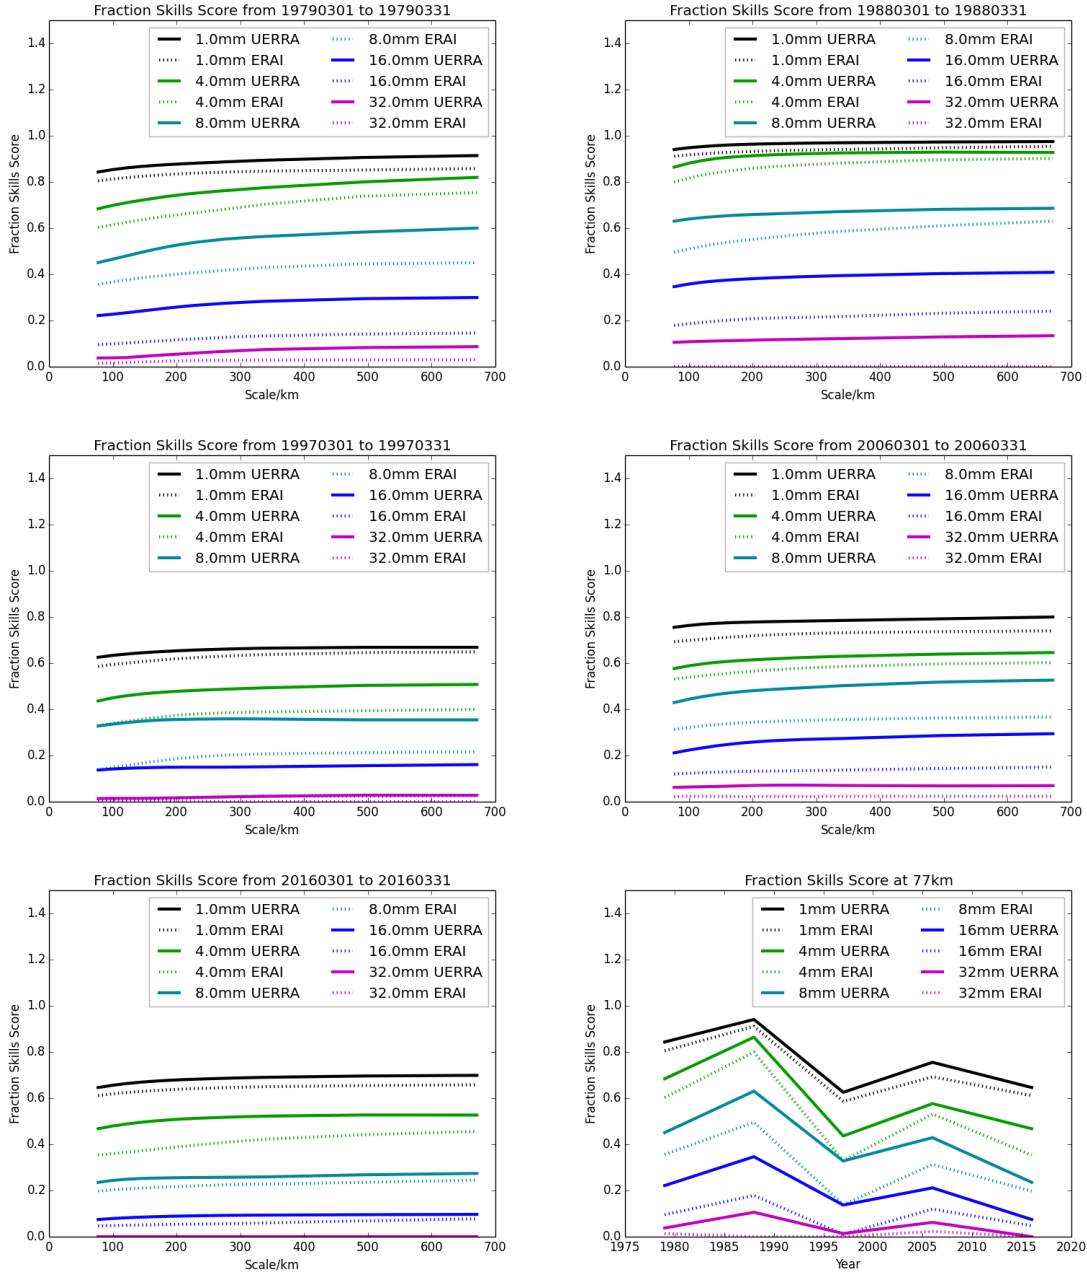 Fraction Skills Score from 19790301 to 19790331
1.4
1.2
1.0
0.8
0.6
0.4
0.2
0.0
Fraction Skills Score
1.0mm UERRA
1.0mm ERAI
4.0mm UERRA
4.0mm ERAI
8.0mm UERRA
8.0mm ERAI
16.0mm UERRA
16.0mm ERAI
32.0mm UERRA
32.0mm ERAI
0 100 200 300 400 500 600 700
Scale/km
Fraction Skills Score from 19880301 to 19880331
1.4
1.2
1.0
0.8
0.6
0.4
0.2
0.0
Fraction Skills Score
1.0mm UERRA
1.0mm ERAI
4.0mm UERRA
4.0mm ERAI
8.0mm UERRA
8.0mm ERAI
16.0mm UERRA
16.0mm ERAI
32.0mm UERRA
32.0mm ERAI
0 100 200 300 400 500 600 700
Scale/km
Fraction Skills Score from 19970301 to 19970331
1.4
1.2
1.0
0.8
0.6
0.4
0.2
0.0
Fraction Skills Score
1.0mm UERRA
1.0mm ERAI
4.0mm UERRA
4.0mm ERAI
8.0mm UERRA
8.0mm ERAI
16.0mm UERRA
16.0mm ERAI
32.0mm UERRA
32.0mm ERAI
0 100 200 300 400 500 600 700
Scale/km
Fraction Skills Score from 20060301 to 20060331
1.4
1.2
1.0
0.8
0.6
0.4
0.2
0.0
Fraction Skills Score
1.0mm UERRA
1.0mm ERAI
4.0mm UERRA
4.0mm ERAI
8.0mm UERRA
8.0mm ERAI
16.0mm UERRA
16.0mm ERAI
32.0mm UERRA
32.0mm ERAI
0 100 200 300 400 500 600 700
Scale/km
Fraction Skills Score from 20160301 to 20160331
1.4
1.2
1.0
0.8
0.6
0.4
0.2
0.0
Fraction Skills Score
1.0mm UERRA
1.0mm ERAI
4.0mm UERRA
4.0mm ERAI
8.0mm UERRA
8.0mm ERAI
16.0mm UERRA
16.0mm ERAI
32.0mm UERRA
32.0mm ERAI
0 100 200 300 400 500 600 700
Scale/km
Fraction Skills Score at 77km
1.4
1.2
1.0
0.8
0.6
0.4
0.2
0.0
Fraction Skills Score
1mm UERRA
1mm ERAI
4mm UERRA
4mm ERAI
8mm UERRA
8mm ERAI
16mm UERRA
16mm ERAI
32mm UERRA
32mm ERAI
1975 1980 1985 1990 1995 2000 2005 2010 2015 2020
Year